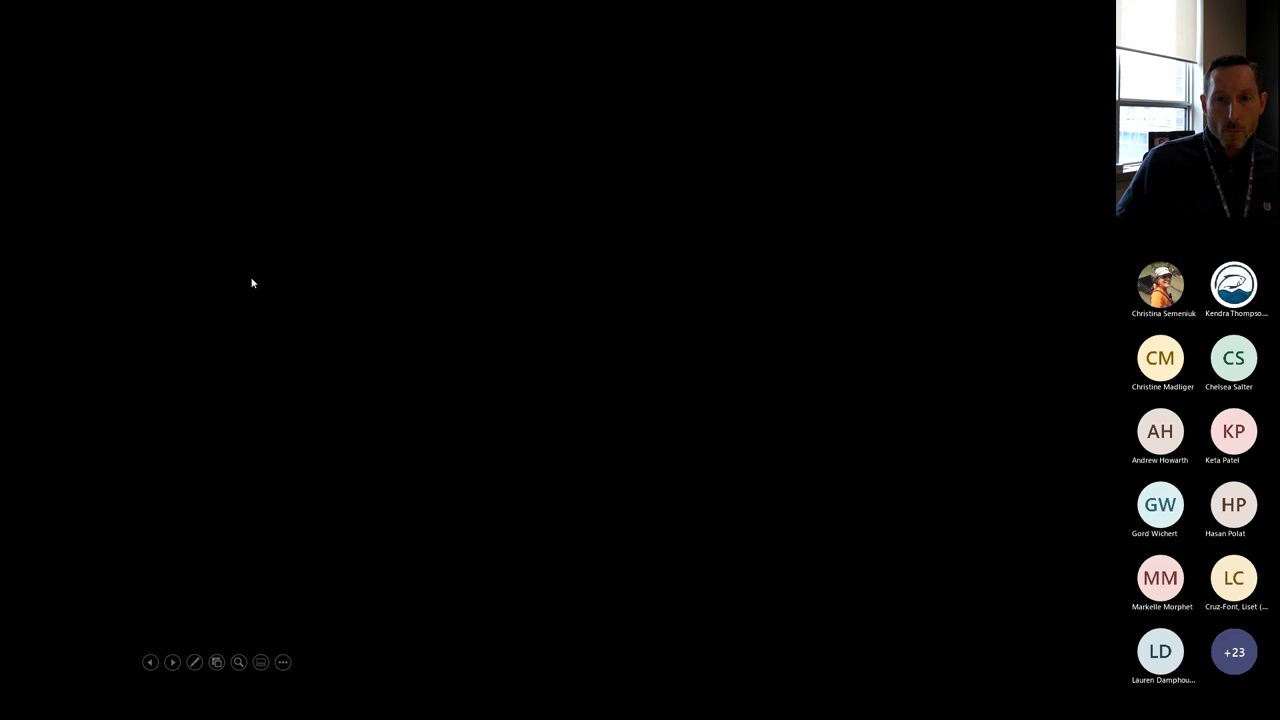 Christina Semeniuk
Kendra Thompso...
CM
CS
Christine Madliger
Chelsea Salter
AH
KP
Andrew Howarth
Keta Patel
GW
HP
Gord Wichert
Hasan Polat
MM
LC
Markelle Morphet
Cruz-Font, Liset (...
LD
+23
Lauren Damphou...